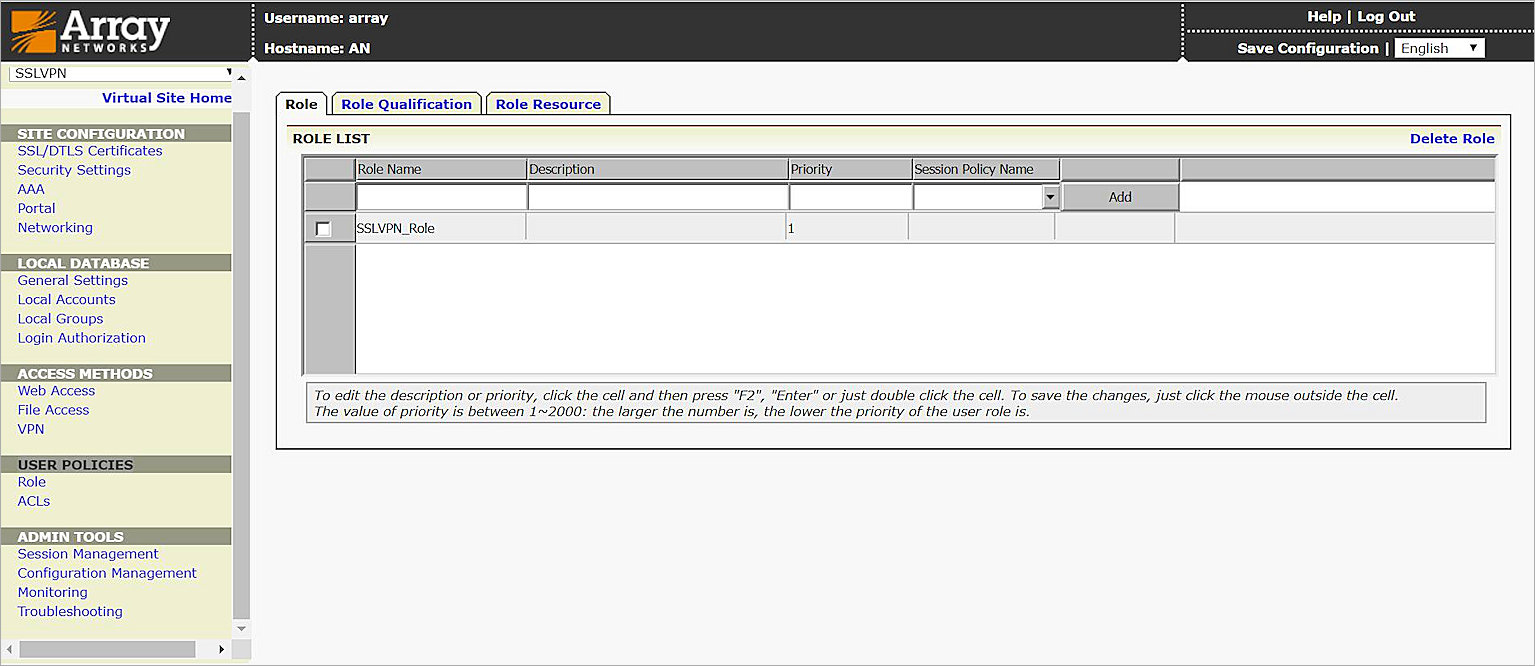 Array
NETWORKS
Username: array
Hostname: AN
Help | Log Out
Save Configuration | English
SSLVPN
Virtual Site Home
SITE CONFIGURATION
SSL/DTLS Certificates
Security Settings
AAA
Portal
Networking
LOCAL DATABASE
General Settings
Local Accounts
Local Groups
Login Authorization
ACCESS METHODS
Web Access
File Access
VPN
USER POLICIES
Role
ACLs
ADMIN TOOLS
Session Management
Configuration Management
Monitoring
Troubleshooting
Role Role Qualification Role Resource
ROLE LIST Delete Role
Role Name Description Priority Session Policy Name
Add
SSLVPN_Role 1
To edit the description or priority, click the cell and then press "F2", "Enter" or just double click the cell. To save the changes, just click the mouse outside the cell.
The value of priority is between 1~2000: the larger the number is, the lower the priority of the user role is.